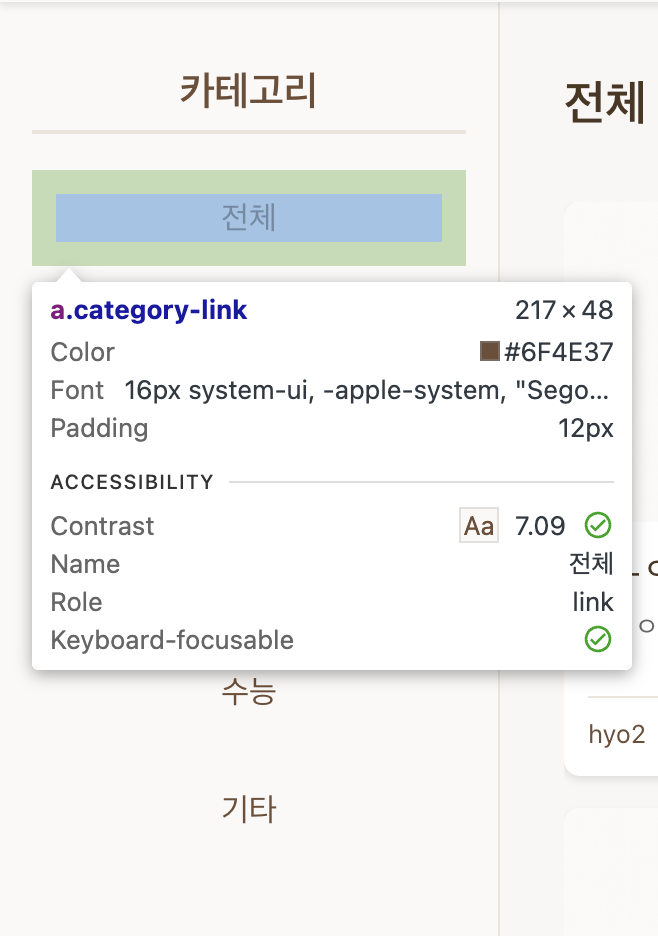 카테고리
전체
전체
a.category-link 217 × 48
Color #6F4E37
Font 16px system-ui, -apple-system, "Sego...
Padding 12px
ACCESSIBILITY
Contrast Aa 7.09
Name 전체
Role link
Keyboard-focusable
수능
hyo2
기타